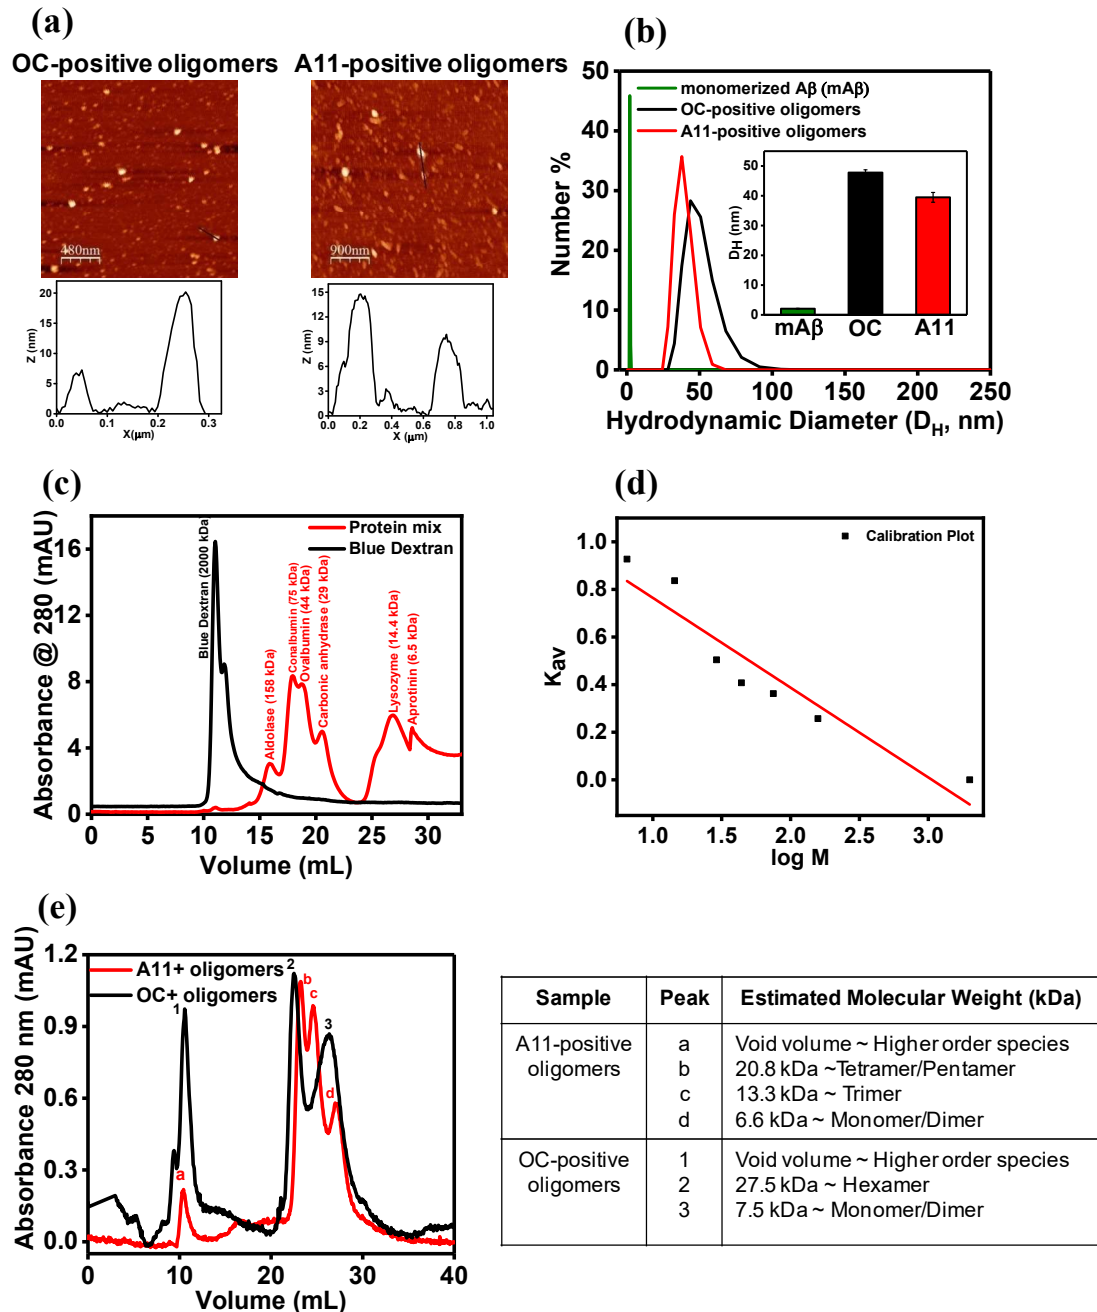 (a)
OC-positive oligomers
A11-positive oligomers
480nm
900nm
20
15
10
5
0
Z (nm)
0.0
0.1
0.2
0.3
X(μm)
15
12
9
6
3
0
Z (nm)
0.0
0.2
0.4
0.6
0.8
1.0
X (μm)
(b)
50
40
30
20
10
0
Number %
monomerized Aβ (mAβ)
OC-positive oligomers
A11-positive oligomers
50
40
30
20
10
0
D_H (nm)
mAβ
OC
A11
0
50
100
150
200
250
Hydrodynamic Diameter (D_H, nm)
(c)
16
12
8
4
0
Absorbance @ 280 (mAU)
Protein mix
Blue Dextran
Blue Dextran (2000 kDa)
Aldolase (158 kDa)
Conalbumin (75 kDa)
Ovalbumin (44 kDa)
Carbonic anhydrase (29 kDa)
Lysozyme (14.4 kDa)
Aprotinin (6.5 kDa)
0
5
10
15
20
25
30
Volume (mL)
(d)
1.0
0.8
0.6
0.4
0.2
0.0
Kav
Calibration Plot
1.0
1.5
2.0
2.5
3.0
log M
(e)
1.2
0.9
0.6
0.3
0.0
Absorbance 280 nm (mAU)
A11+ oligomers
OC+ oligomers
1
2
3
a
b
c
d
0
10
20
30
40
Volume (mL)
Sample Peak Estimated Molecular Weight (kDa)
A11-positive a Void volume ~ Higher order species
oligomers b 20.8 kDa ~Tetramer/Pentamer
c 13.3 kDa ~ Trimer
d 6.6 kDa ~ Monomer/Dimer
OC-positive 1 Void volume ~ Higher order species
oligomers 2 27.5 kDa ~ Hexamer
3 7.5 kDa ~ Monomer/Dimer